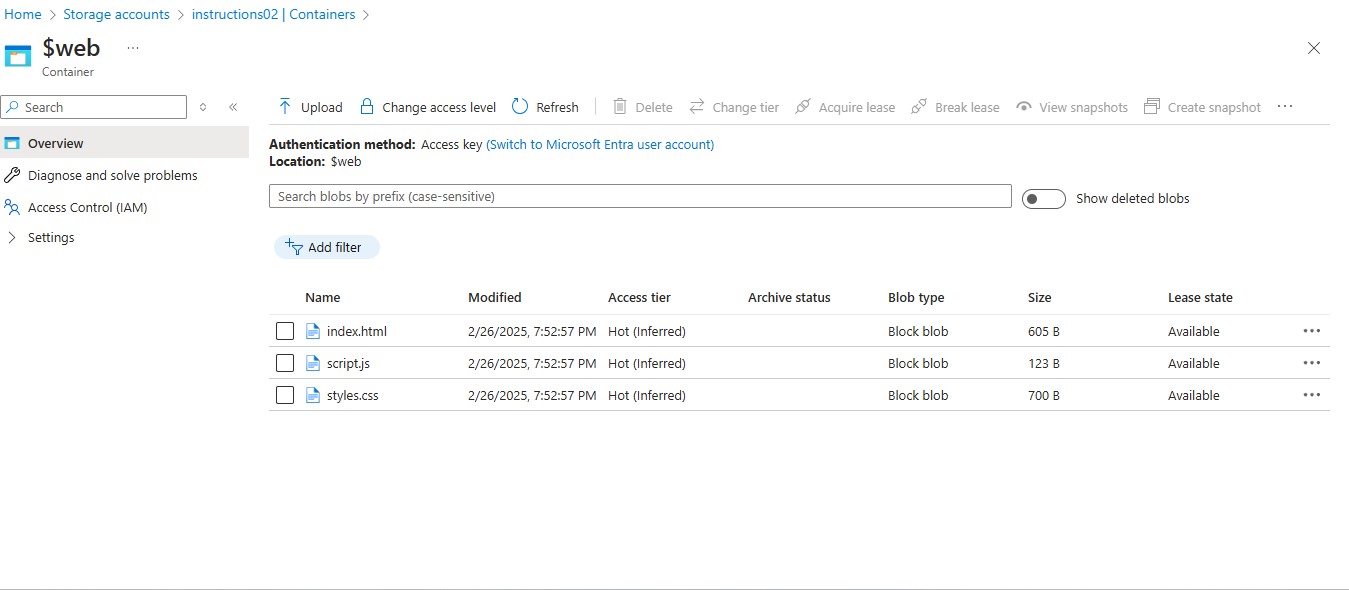 Home > Storage accounts > instructions02 | Containers >
$web ...
Container
Search
Overview
Diagnose and solve problems
Access Control (IAM)
Settings
Upload Change access level Refresh Delete Change tier Acquire lease Break lease View snapshots Create snapshot ...
Authentication method: Access key (Switch to Microsoft Entra user account)
Location: $web
Search blobs by prefix (case-sensitive) Show deleted blobs
Add filter
Name Modified Access tier Archive status Blob type Size Lease state
index.html 2/26/2025, 7:52:57 PM Hot (Inferred) Block blob 605 B Available ...
script.js 2/26/2025, 7:52:57 PM Hot (Inferred) Block blob 123 B Available ...
styles.css 2/26/2025, 7:52:57 PM Hot (Inferred) Block blob 700 B Available ...